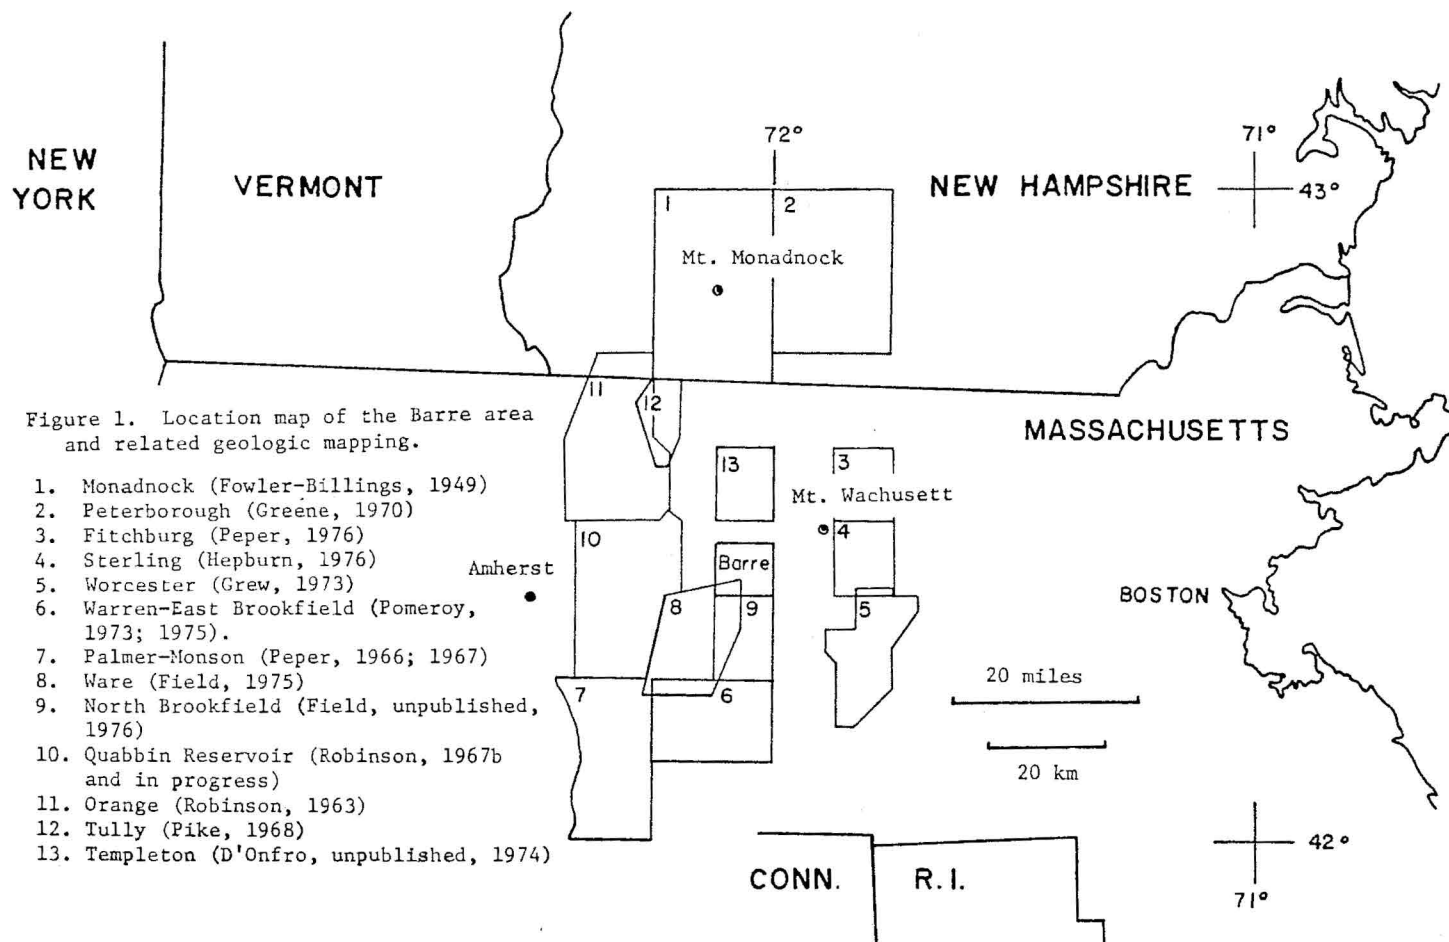 72°
71°
NEW
YORK
VERMONT
NEW HAMPSHIRE
43°
1
2
Mt. Monadnock
11
12
Figure 1. Location map of the Barre area
and related geologic mapping.
MASSACHUSETTS
1. Monadnock (Fowler-Billings, 1949)
2. Peterborough (Greene, 1970)
3. Fitchburg (Peper, 1976)
4. Sterling (Hepburn, 1976)
5. Worcester (Grew, 1973)
6. Warren-East Brookfield (Pomeroy,
1973; 1975).
7. Palmer-Monson (Peper, 1966; 1967)
8. Ware (Field, 1975)
9. North Brookfield (Field, unpublished,
1976)
10. Quabbin Reservoir (Robinson, 1967b
and in progress)
11. Orange (Robinson, 1963)
12. Tully (Pike, 1968)
13. Templeton (D'Onfro, unpublished, 1974)
13
3
Mt. Wachusett
4
10
Amherst
Barre
8
9
5
BOSTON
7
6
20 miles
20 km
CONN.
R.I.
42°
71°